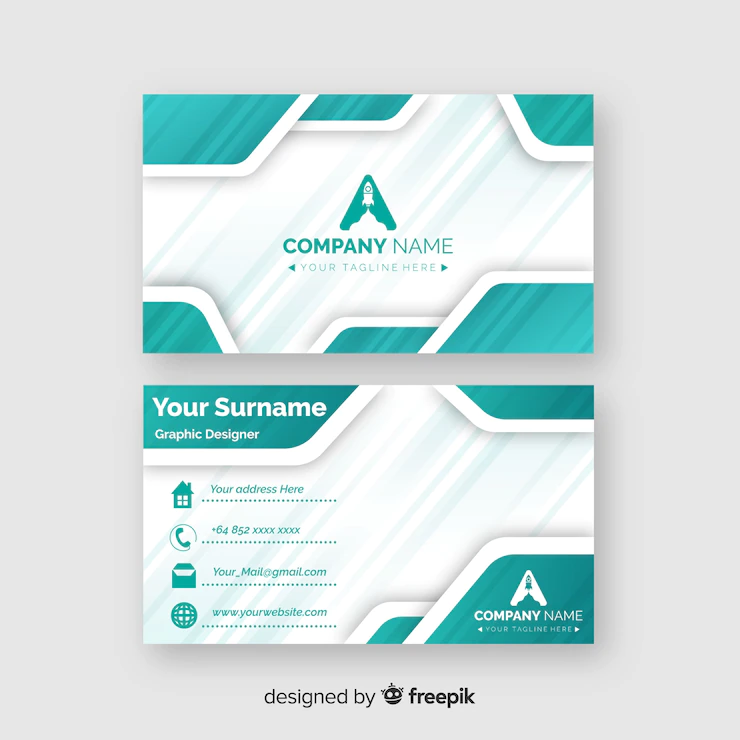 COMPANY NAME
YOUR TAGLINE HERE
Your Surname
Graphic Designer
Your address Here
+64 852 xxxx xxxx
Your_Mail@gmail.com
www.yourwebsite.com
COMPANY NAME
YOUR TAGLINE HERE
designed by freepik